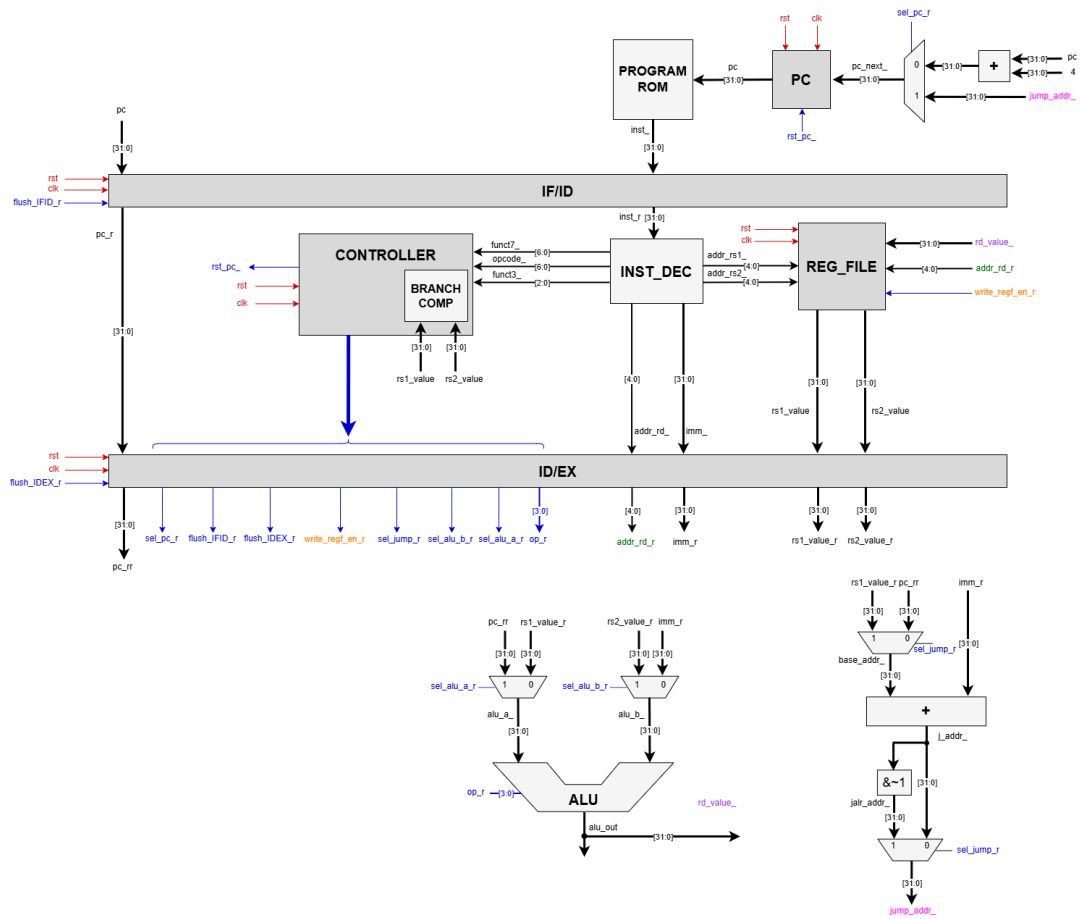 sel_pc_r
rst
clk
PROGRAM
ROM
pc
[31:0]
PC
pc_next_
[31:0]
0
1
[31:0]
+
[31:0]
pc
[31:0]
4
[31:0]
jump_addr_
rst_pc_
pc
[31:0]
inst_
[31:0]
rst
clk
flush_IFID_r
IF/ID
pc_r
inst_r
[31:0]
CONTROLLER
BRANCH
COMP
rst_pc_
rst
clk
funct7_
[6:0]
opcode_
[6:0]
funct3_
[2:0]
INST_DEC
addr_rs1_
[4:0]
addr_rs2_
[4:0]
rst
clk
REG_FILE
[31:0]
rd_value_
[4:0]
addr_rd_r
write_regf_en_r
[31:0]
[31:0]
[31:0]
rs1_value
rs2_value
[4:0]
[31:0]
[31:0]
[31:0]
rs1_value
rs2_value
addr_rd_
imm_
rst
clk
flush_IDEX_r
ID/EX
[31:0]
[3:0]
[4:0]
[31:0]
[31:0]
[31:0]
sel_pc_r
flush_IFID_r
flush_IDEX_r
write_regf_en_r
sel_jump_r
sel_alu_b_r
sel_alu_a_r
op_r
addr_rd_r
imm_r
rs1_value_r
rs2_value_r
pc_rr
rs1_value_r
pc_rr
imm_r
[31:0]
[31:0]
[31:0]
1
0
sel_jump_r
base_addr_
[31:0]
+
j_addr_
&~1
[31:0]
jalr_addr_
[31:0]
1
0
sel_jump_r
[31:0]
jump_addr_
pc_rr
rs1_value_r
[31:0]
[31:0]
sel_alu_a_r
1
0
alu_a_
[31:0]
rs2_value_r
imm_r
[31:0]
[31:0]
sel_alu_b_r
1
0
alu_b_
[31:0]
op_r
[3:0]
ALU
rd_value_
alu_out
[31:0]